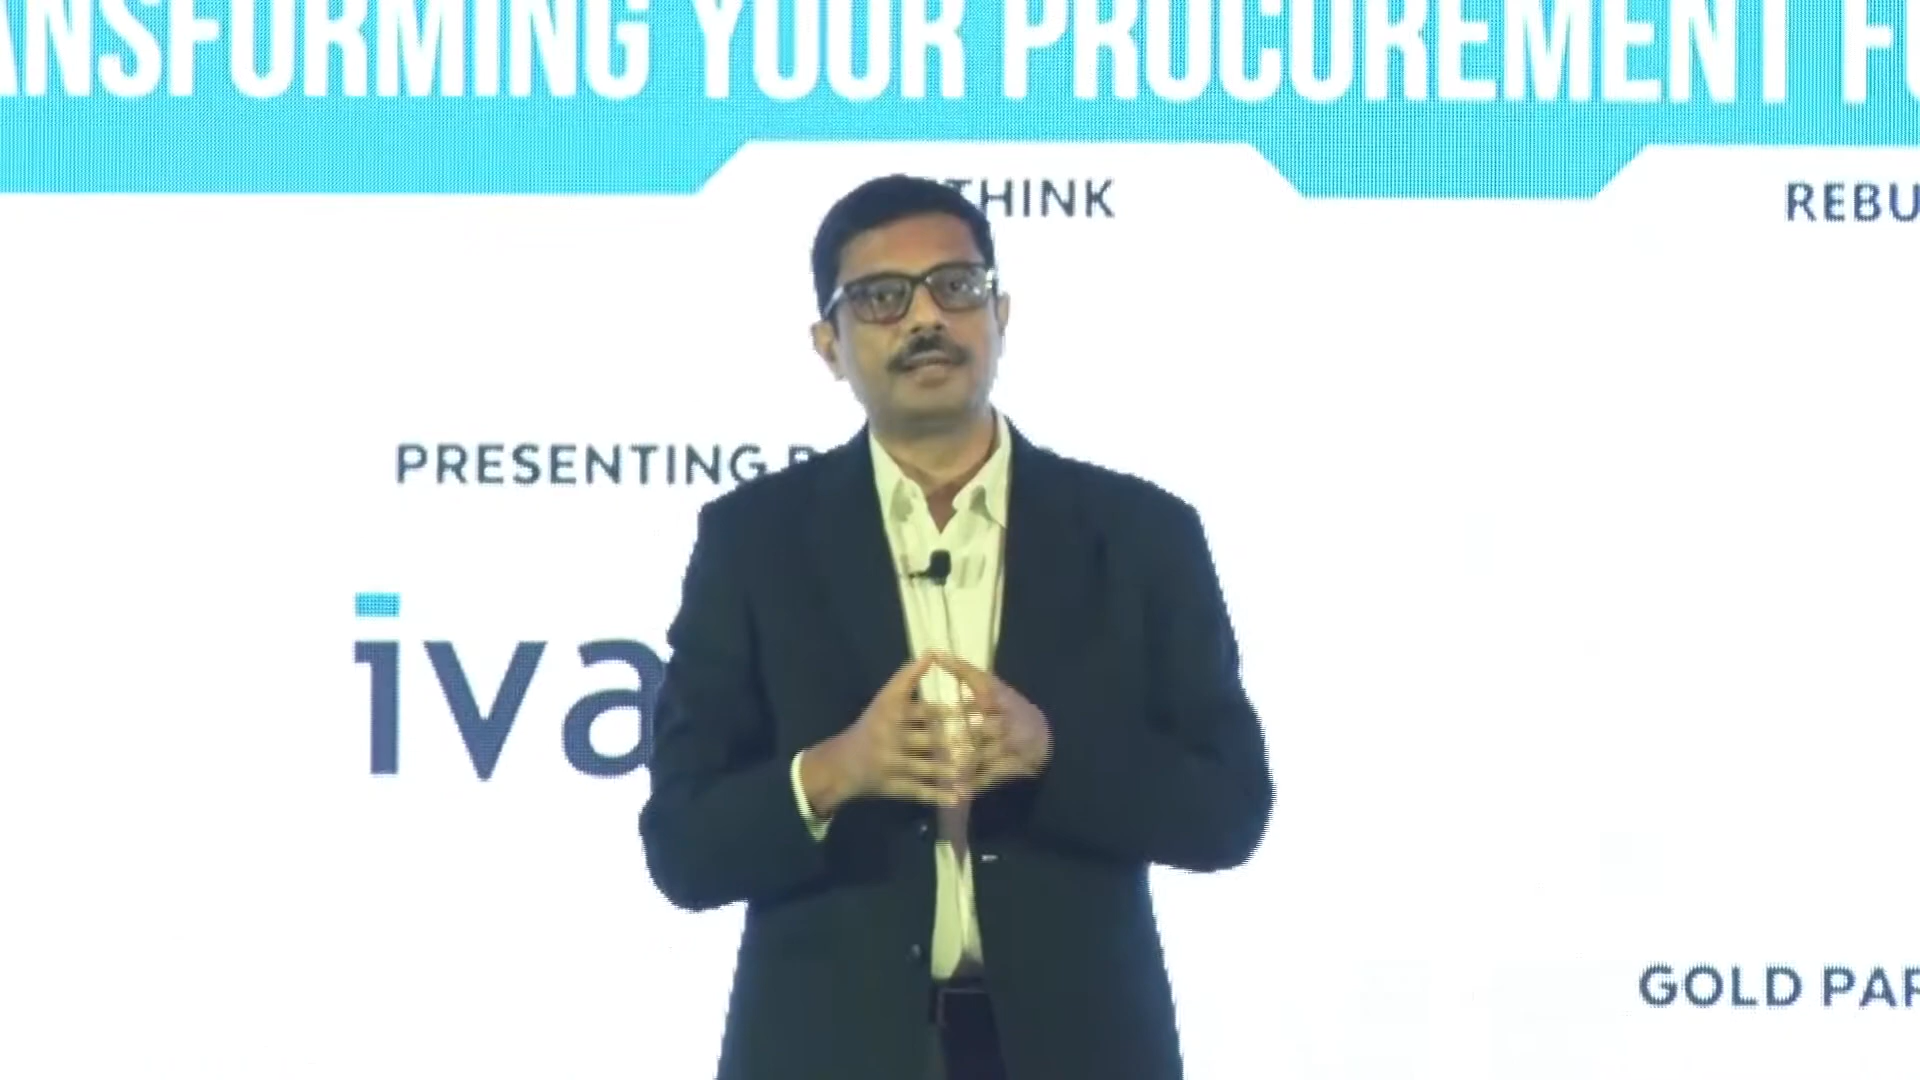 ANSFORMING YOUR PROCUREMENT F
THINK
REBU
PRESENTING
iva
GOLD PAR